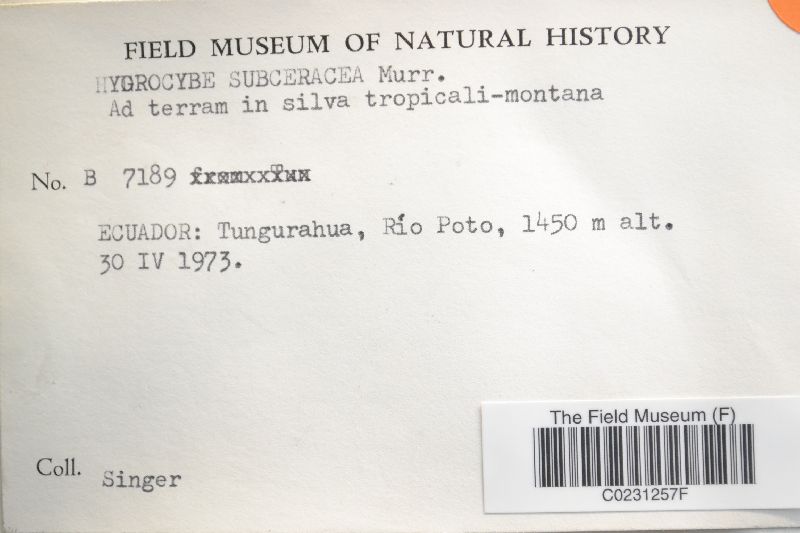 FIELD MUSEUM OF NATURAL HISTORY
HYGROCYBE SUBCERACEA Murr.
Ad terram in silva tropicali-montana
No. B 7189
ECUADOR: Tungurahua, Río Poto, 1450 m alt.
30 IV 1973.
The Field Museum (F)
C0231257F
Coll. Singer